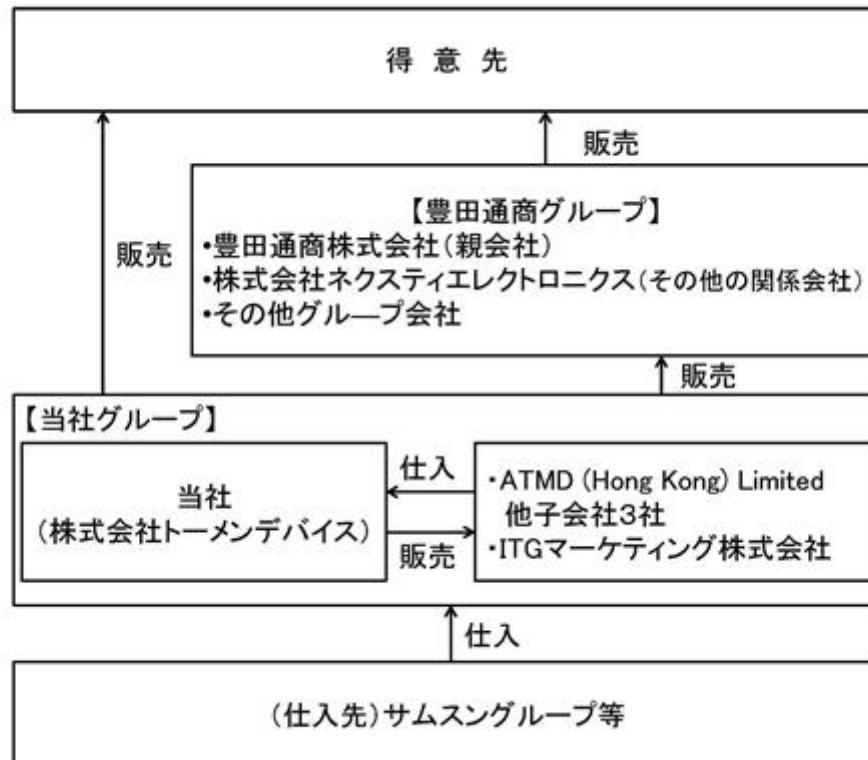 得 意 先
販売
【豊田通商グループ】
・豊田通商株式会社(親会社)
・株式会社ネクスティエレクトロニクス(その他の関係会社)
・その他グル―プ会社
販売
販売
【当社グループ】
当社
(株式会社トーメンデバイス)
仕入
販売
・ATMD (Hong Kong) Limited
他子会社3社
・ITGマーケティング株式会社
仕入
(仕入先)サムスングループ等